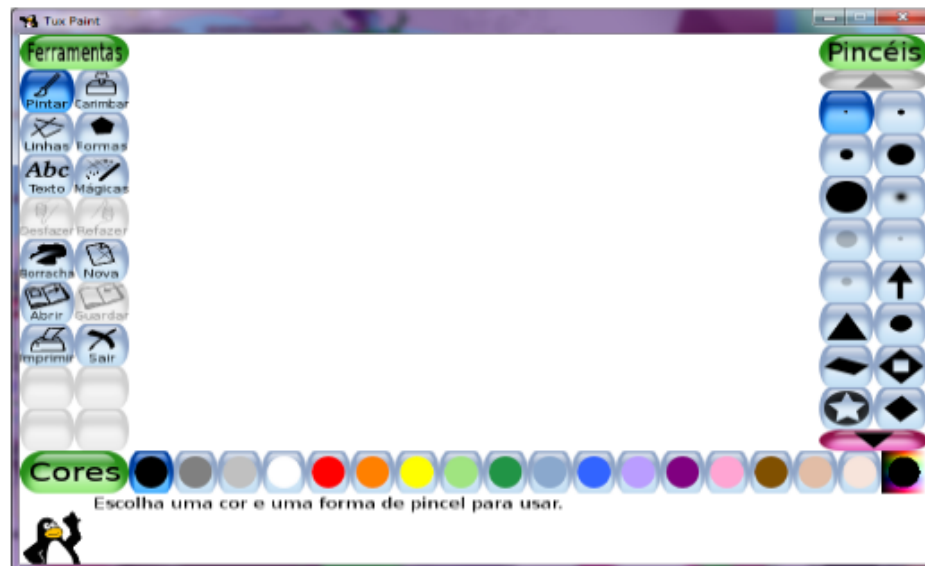 Tux Paint
Ferramentas
Pincéis
Pintar Carimbar
Linhas Formas
Abc
Texto Mágicas
Desfazer Refazer
Borracha Nova
Abrir Guardar
Imprimir Sair
Cores
Escolha uma cor e uma forma de pincel para usar.